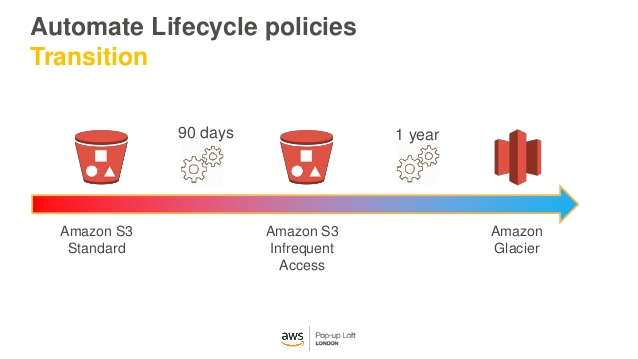 Automate Lifecycle policies
Transition
90 days
1 year
Amazon S3
Standard
Amazon S3
Infrequent
Access
Amazon
Glacier
aws
Pop-up Loft
LONDON